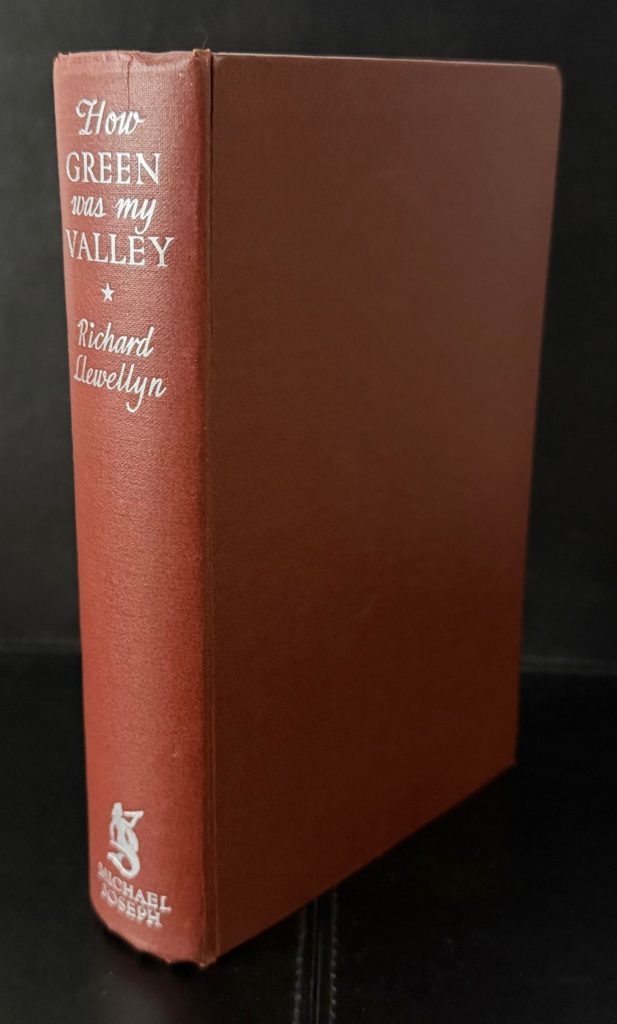 How
GREEN
was my
VALLEY
Richard
Llewellyn
MICHAEL
JOSEPH